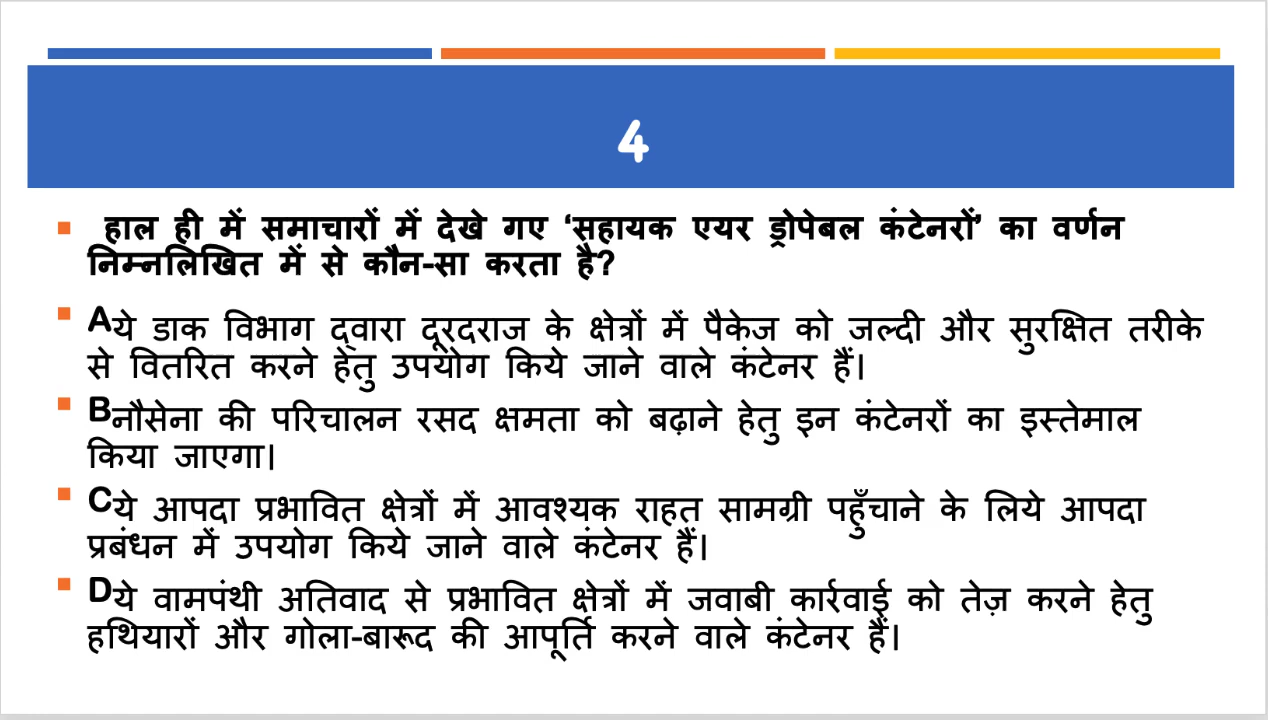 4
हाल ही में समाचारों में देखे गए ‘सहायक एयर ड्रोपेबल कंटेनरों’ का वर्णन
निम्नलिखित में से कौन-सा करता है?
Aये डाक विभाग द्वारा दूरदराज के क्षेत्रों में पैकेज को जल्दी और सुरक्षित तरीके
से वितरित करने हेतु उपयोग किये जाने वाले कंटेनर हैं।
Bनौसेना की परिचालन रसद क्षमता को बढ़ाने हेतु इन कंटेनरों का इस्तेमाल
किया जाएगा।
Cये आपदा प्रभावित क्षेत्रों में आवश्यक राहत सामग्री पहुँचाने के लिये आपदा
प्रबंधन में उपयोग किये जाने वाले कंटेनर हैं।
Dये वामपंथी अतिवाद से प्रभावित क्षेत्रों में जवाबी कार्रवाई को तेज़ करने हेतु
हथियारों और गोला-बारूद की आपूर्ति करने वाले कंटेनर हैं।